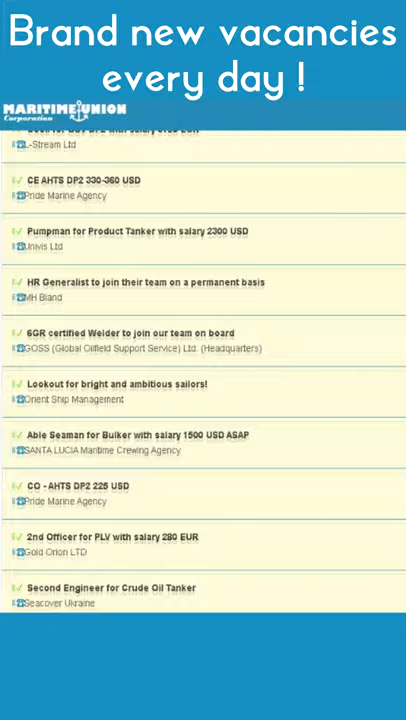 Brand new vacancies
every day !
MARITIME UNION
Corporation
L-Stream Ltd
CE AHTS DP2 330-360 USD
Pride Marine Agency
Pumpman for Product Tanker with salary 2300 USD
Univis Ltd
HR Generalist to join their team on a permanent basis
MH Bland
6GR certified Welder to join our team on board
GOSS (Global Oilfield Support Service) Ltd. (Headquarters)
Lookout for bright and ambitious sailors!
Orient Ship Management
Able Seaman for Bulker with salary 1500 USD ASAP
SANTA LUCIA Maritime Crewing Agency
CO - AHTS DP2 225 USD
Pride Marine Agency
2nd Officer for PLV with salary 280 EUR
Gold Orion LTD
Second Engineer for Crude Oil Tanker
Seacover Ukraine